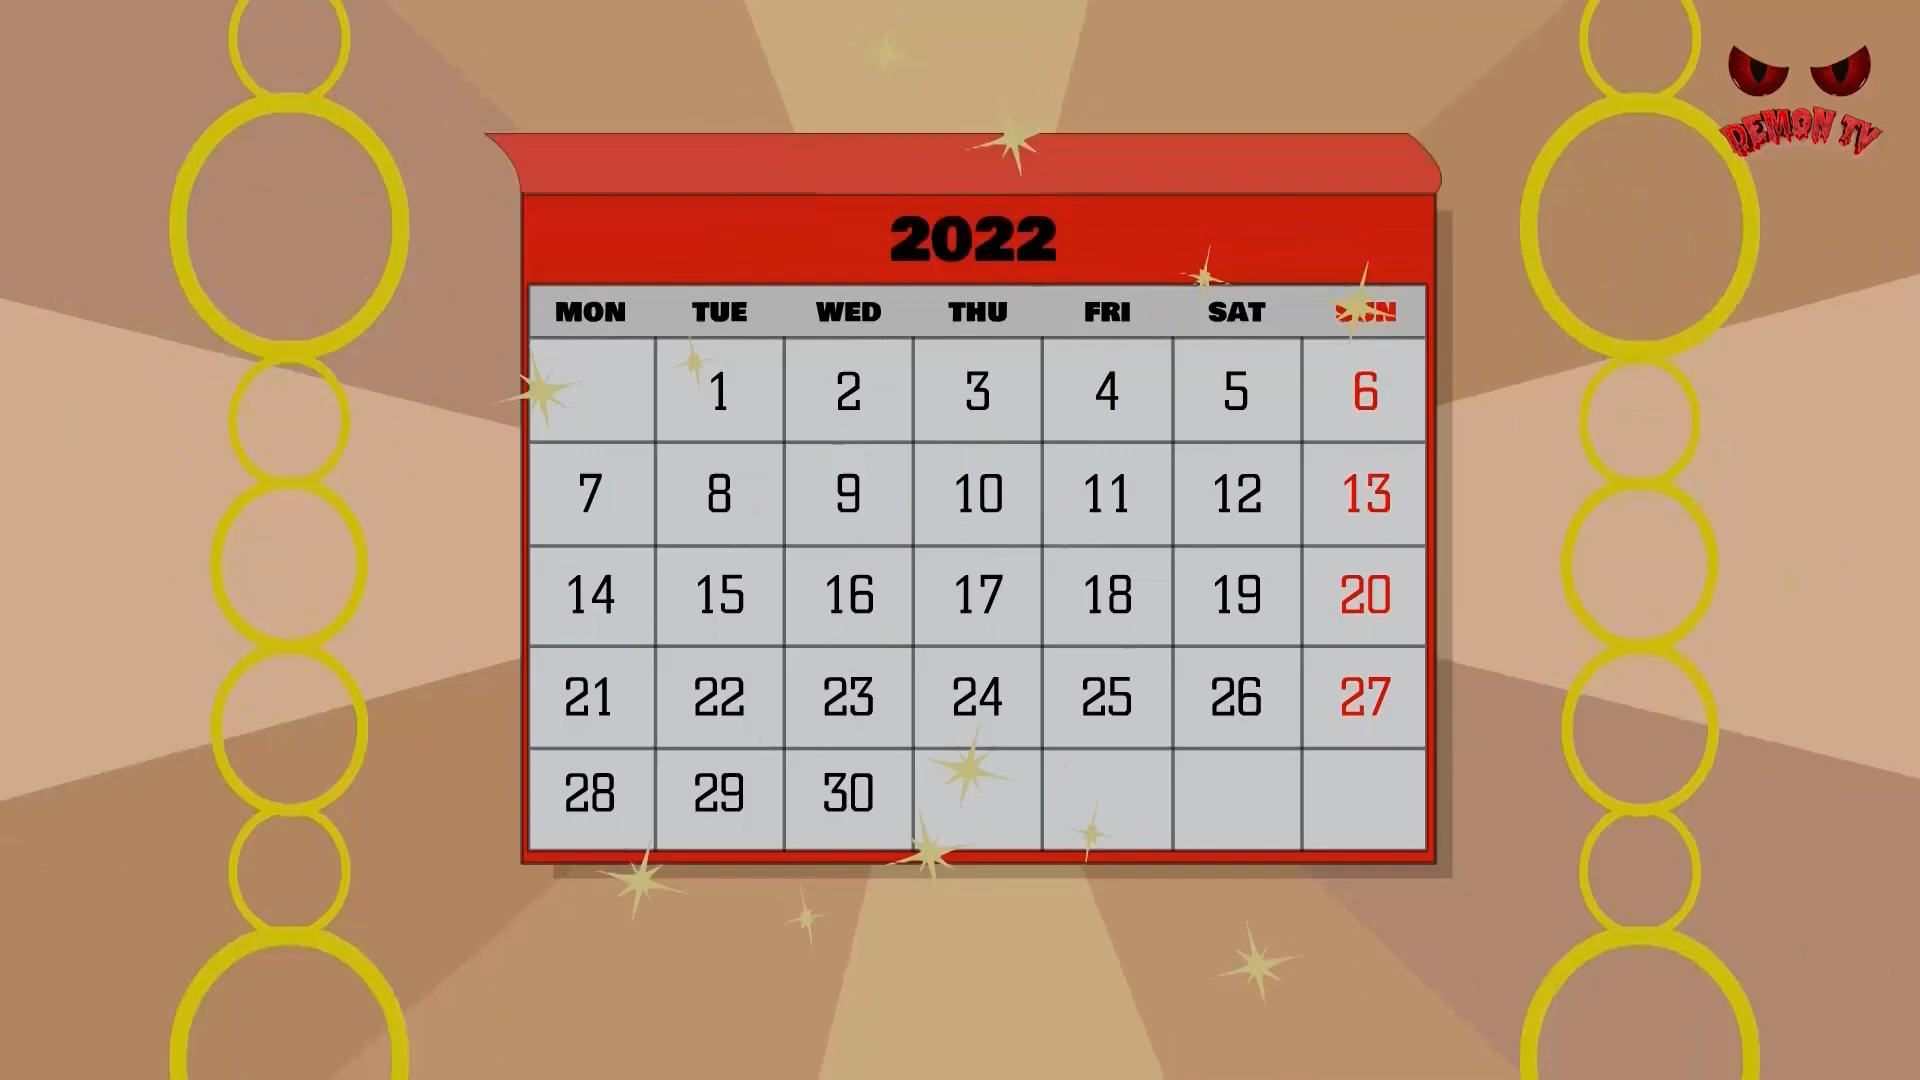 DEMON TV
2022
MON TUE WED THU FRI SAT SUN
1 2 3 4 5 6
7 8 9 10 11 12 13
14 15 16 17 18 19 20
21 22 23 24 25 26 27
28 29 30